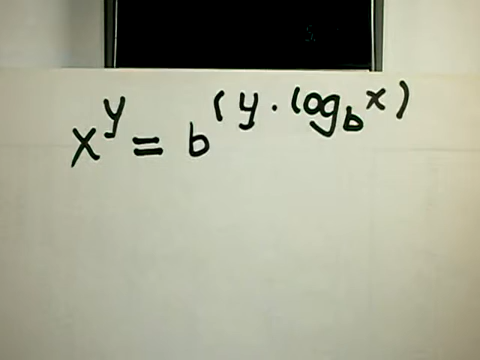 x^y = b^(y · log_b x)